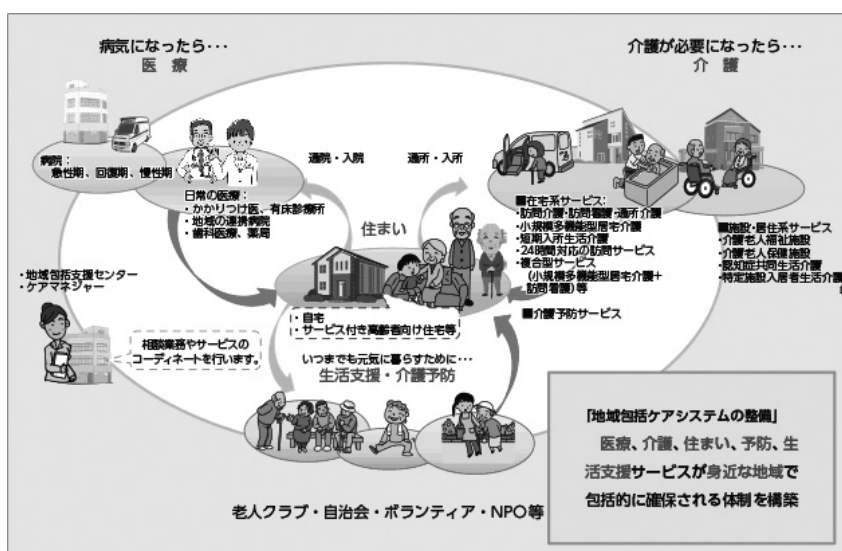 病気になったら･･･
医　療
介護が必要になったら･･･
介　護
病院：
急性期、回復期、慢性期
日常の医療：
・かかりつけ医、有床診療所
・地域の連携病院
・歯科医療、薬局
通院・入院
通所・入所
住まい
・自宅
・サービス付き高齢者向け住宅等
■在宅系サービス：
・訪問介護・訪問看護・通所介護
・小規模多機能型居宅介護
・短期入所生活介護
・24時間対応の訪問サービス
・複合型サービス
（小規模多機能型居宅介護＋
訪問看護）等
■介護予防サービス
■施設・居住系サービス
・介護老人福祉施設
・介護老人保健施設
・認知症共同生活介護
・特定施設入居者生活介護
・地域包括支援センター
・ケアマネジャー
相談業務やサービスの
コーディネートを行います。
いつまでも元気に暮らすために･･･
生活支援・介護予防
老人クラブ・自治会・ボランティア・NPO等
「地域包括ケアシステムの整備」
医療、介護、住まい、予防、生
活支援サービスが身近な地域で
包括的に確保される体制を構築